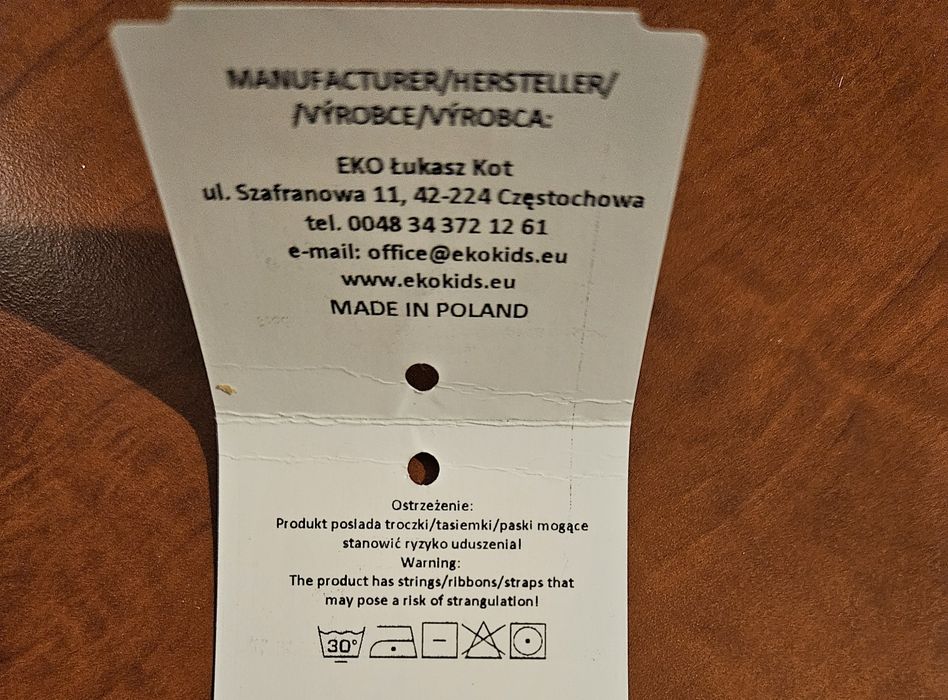 MANUFACTURER/HERSTELLER/
/VÝROBCE/VÝROBCA:
EKO Łukasz Kot
ul. Szafranowa 11, 42-224 Częstochowa
tel. 0048 34 372 12 61
e-mail: office@ekokids.eu
www.ekokids.eu
MADE IN POLAND
Ostrzeżenie:
Produkt poslada troczki/tasiemki/paski mogące
stanowić ryzyko uduszenia!
Warning:
The product has strings/ribbons/straps that
may pose a risk of strangulation!
30°